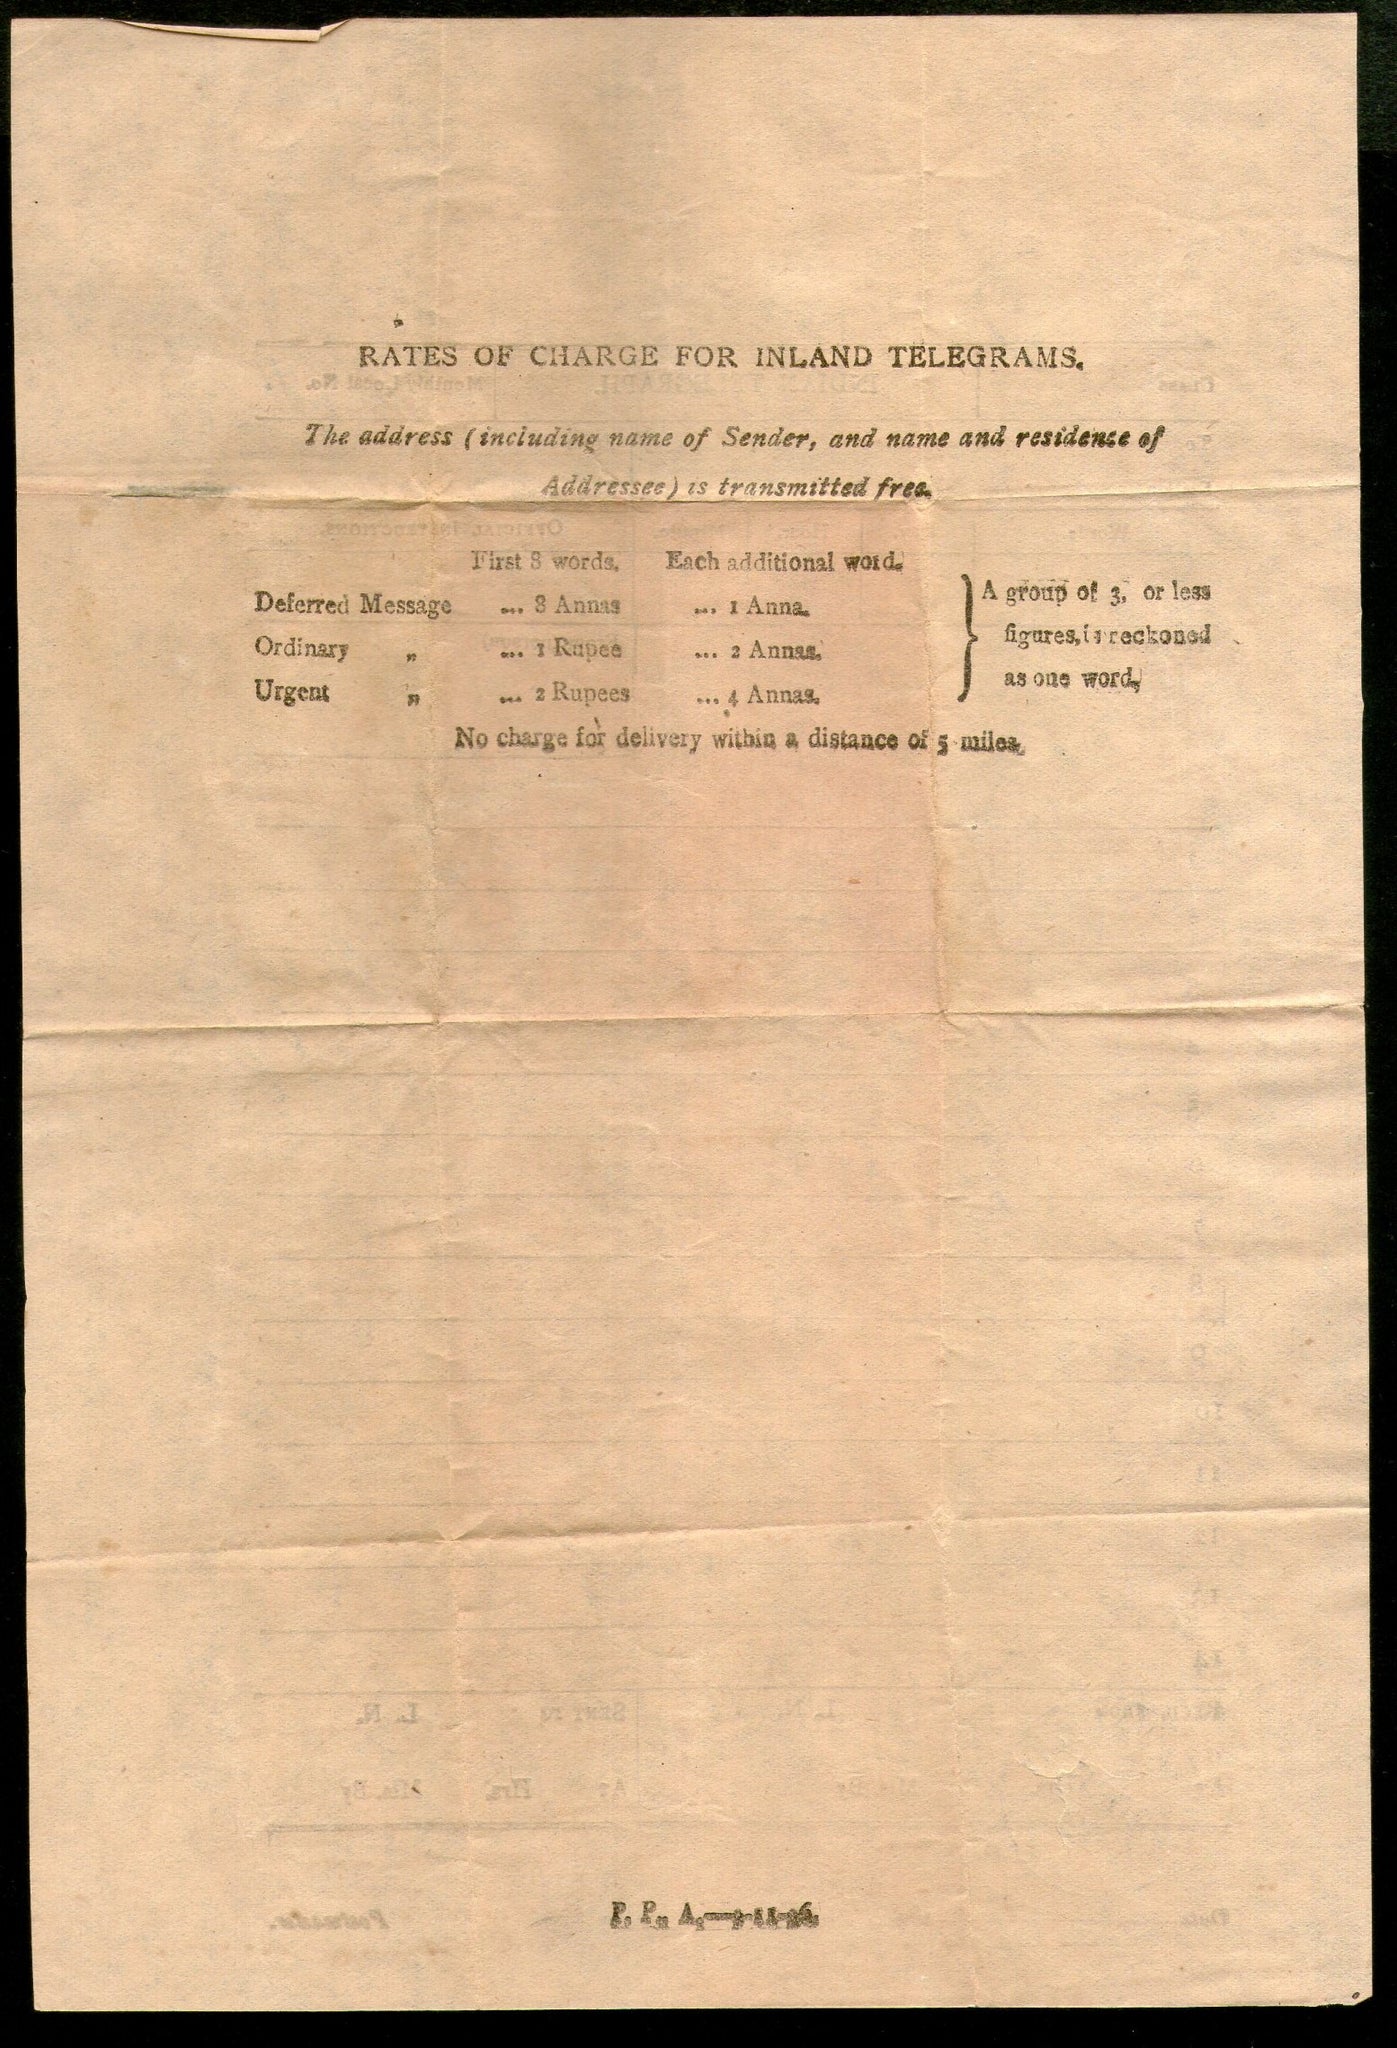 RATES OF CHARGE FOR INLAND TELEGRAMS.
The address (including name of Sender, and name and residence of
Addressee) is transmitted free.
First 8 words. Each additional word.
Deferred Message ... 8 Annas ... 1 Anna.
Ordinary „ ... 1 Rupee ... 2 Annas.
Urgent „ ... 2 Rupees ... 4 Annas.
A group of 3, or less
figures, is reckoned
as one word.
No charge for delivery within a distance of 5 miles.
P. P. A.